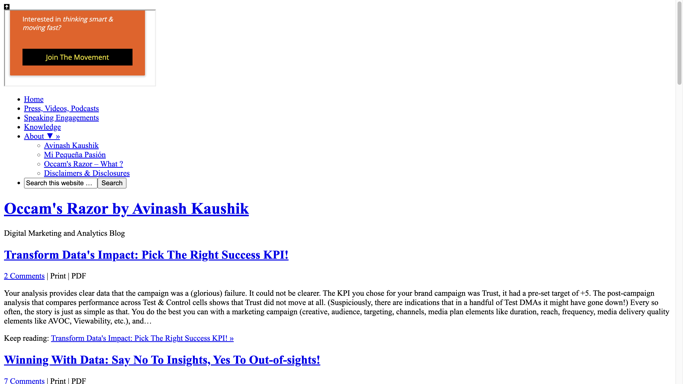 Interested in thinking smart &
moving fast?
Join The Movement
Home
Press, Videos, Podcasts
Speaking Engagements
Knowledge
About ▼ »
Avinash Kaushik
Mi Pequeña Pasión
Occam's Razor – What ?
Disclaimers & Disclosures
Search this website … Search
Occam's Razor by Avinash Kaushik
Digital Marketing and Analytics Blog
Transform Data's Impact: Pick The Right Success KPI!
2 Comments | Print | PDF
Your analysis provides clear data that the campaign was a (glorious) failure. It could not be clearer. The KPI you chose for your brand campaign was Trust, it had a pre-set target of +5. The post-campaign
analysis that compares performance across Test & Control cells shows that Trust did not move at all. (Suspiciously, there are indications that in a handful of Test DMAs it might have gone down!) Every so
often, the story is just as simple as that. You do the best you can with a marketing campaign (creative, audience, targeting, channels, media plan elements like duration, reach, frequency, media delivery quality
elements like AVOC, Viewability, etc.), and…
Keep reading: Transform Data's Impact: Pick The Right Success KPI! »
Winning With Data: Say No To Insights, Yes To Out-of-sights!
7 Comments | Print | PDF